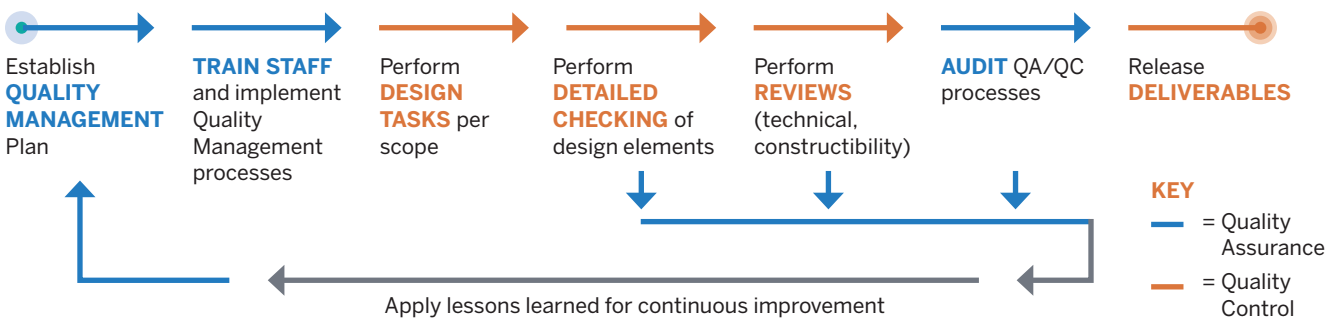 Establish
QUALITY
MANAGEMENT
Plan
TRAIN STAFF
and implement
Quality
Management
processes
Perform
DESIGN
TASKS per
scope
Perform
DETAILED
CHECKING of
design elements
Perform
REVIEWS
(technical,
constructibility)
AUDIT QA/QC
processes
Release
DELIVERABLES
KEY
= Quality
Assurance
= Quality
Control
Apply lessons learned for continuous improvement